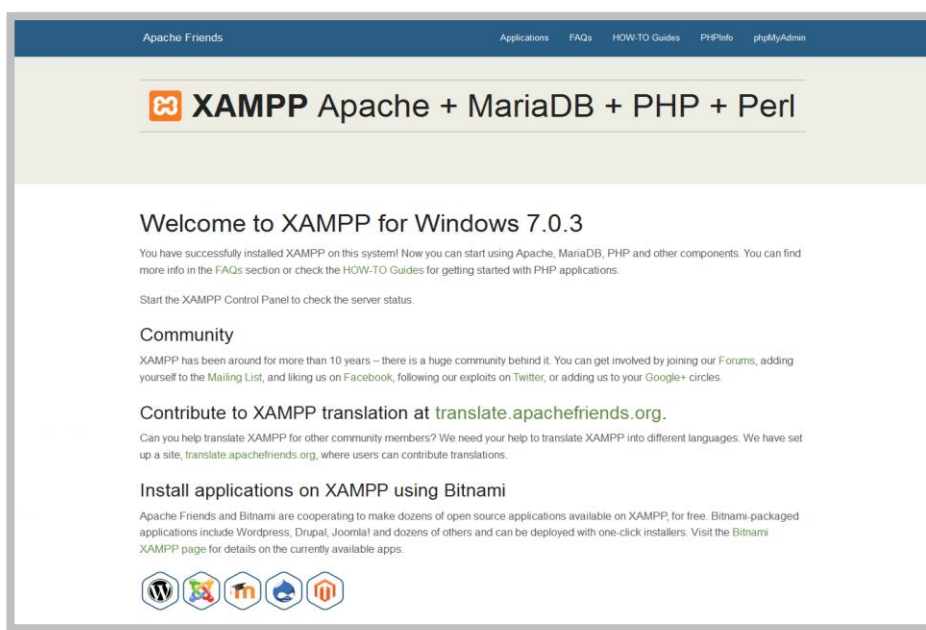 Apache Friends Applications FAQs HOW-TO Guides PHPInfo phpMyAdmin
XAMPP Apache + MariaDB + PHP + Perl
Welcome to XAMPP for Windows 7.0.3
You have successfully installed XAMPP on this system! Now you can start using Apache, MariaDB, PHP and other components. You can find
more info in the FAQs section or check the HOW-TO Guides for getting started with PHP applications.
Start the XAMPP Control Panel to check the server status.
Community
XAMPP has been around for more than 10 years – there is a huge community behind it. You can get involved by joining our Forums, adding
yourself to the Mailing List, and liking us on Facebook, following our exploits on Twitter, or adding us to your Google+ circles.
Contribute to XAMPP translation at translate.apachefriends.org.
Can you help translate XAMPP for other community members? We need your help to translate XAMPP into different languages. We have set
up a site, translate.apachefriends.org, where users can contribute translations.
Install applications on XAMPP using Bitnami
Apache Friends and Bitnami are cooperating to make dozens of open source applications available on XAMPP, for free. Bitnami-packaged
applications include Wordpress, Drupal, Joomla! and dozens of others and can be deployed with one-click installers. Visit the Bitnami
XAMPP page for details on the currently available apps.